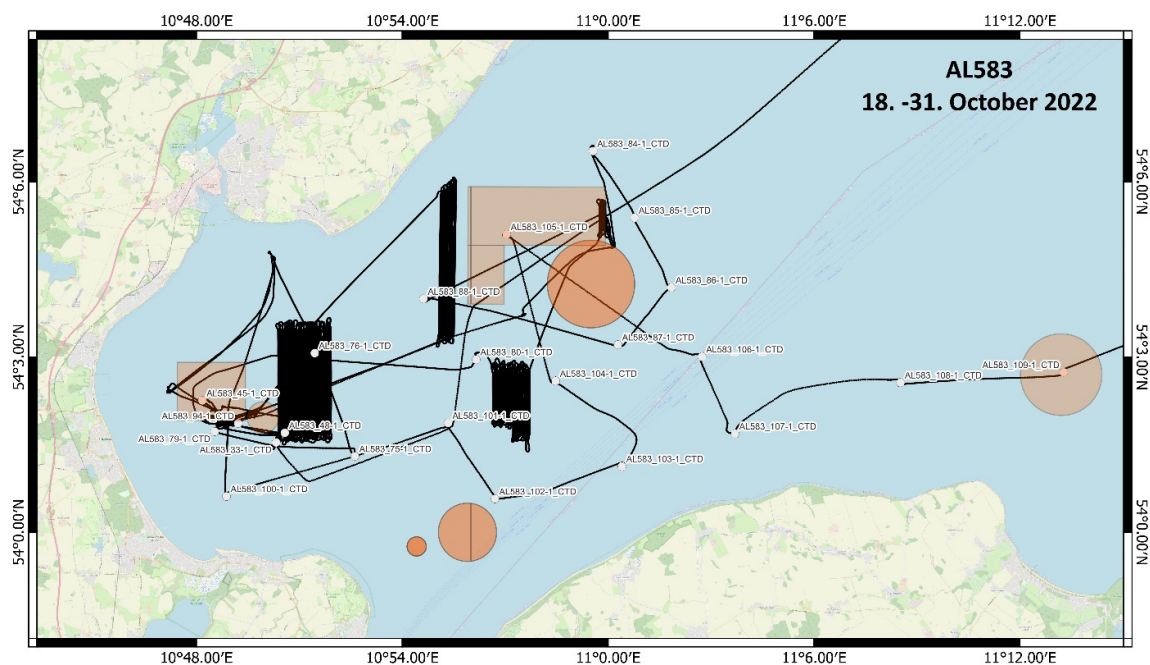 10°48.00'E 10°54.00'E 11°0.00'E 11°6.00'E 11°12.00'E
AL583
18. -31. October 2022
54°6.00'N
54°6.00'N
AL583_84-1_CTD
AL583_85-1_CTD
AL583_105-1_CTD
AL583_86-1_CTD
AL583_88-1_CTD
AL583_87-1_CTD
54°3.00'N
54°3.00'N
AL583_76-1_CTD
AL583_80-1_CTD
AL583_106-1_CTD
AL583_109-1_CTD
AL583_104-1_CTD
AL583_108-1_CTD
AL583_45-1_CTD
AL583_94-1_CTD
AL583_101-1_CTD
AL583_48-1_CTD
AL583_107-1_CTD
AL583_79-1_CTD
AL583_33-1_CTD
AL583_75-1_CTD
AL583_103-1_CTD
AL583_100-1_CTD
AL583_102-1_CTD
54°0.00'N
54°0.00'N
10°48.00'E 10°54.00'E 11°0.00'E 11°6.00'E 11°12.00'E